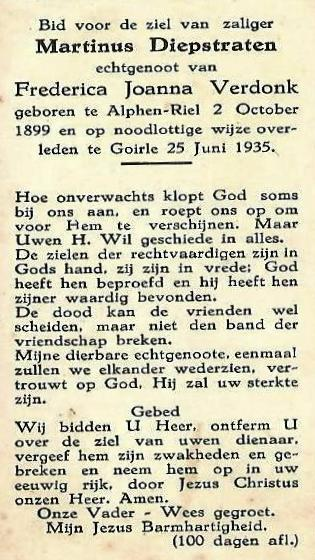 Bid voor de ziel van zaliger
Martinus Diepstraten
echtgenoot van
Frederica Joanna Verdonk
geboren te Alphen-Riel 2 October
1899 en op noodlottige wijze over-
leden te Goirle 25 Juni 1935.
Hoe onverwachts klopt God soms
bij ons aan, en roept ons op om
voor Hem te verschijnen. Maar
Uwen H. Wil geschiede in alles.
De zielen der rechtvaardigen zijn in
Gods hand, zij zijn in vrede; God
heeft hen beproefd en hij heeft hen
zijner waardig bevonden.
De dood kan de vrienden wel
scheiden, maar niet den band der
vriendschap breken.
Mijne dierbare echtgenoote, eenmaal
zullen we elkander wederzien, ver-
trouwt op God, Hij zal uw sterkte
zijn.
Gebed
Wij bidden U Heer, ontferm U
over de ziel van uwen dienaar,
vergeef hem zijn zwakheden en ge-
breken en neem hem op in uw
eeuwig rijk, door Jezus Christus
onzen Heer. Amen.
Onze Vader - Wees gegroet.
Mijn Jezus Barmhartigheid.
(100 dagen afl.)